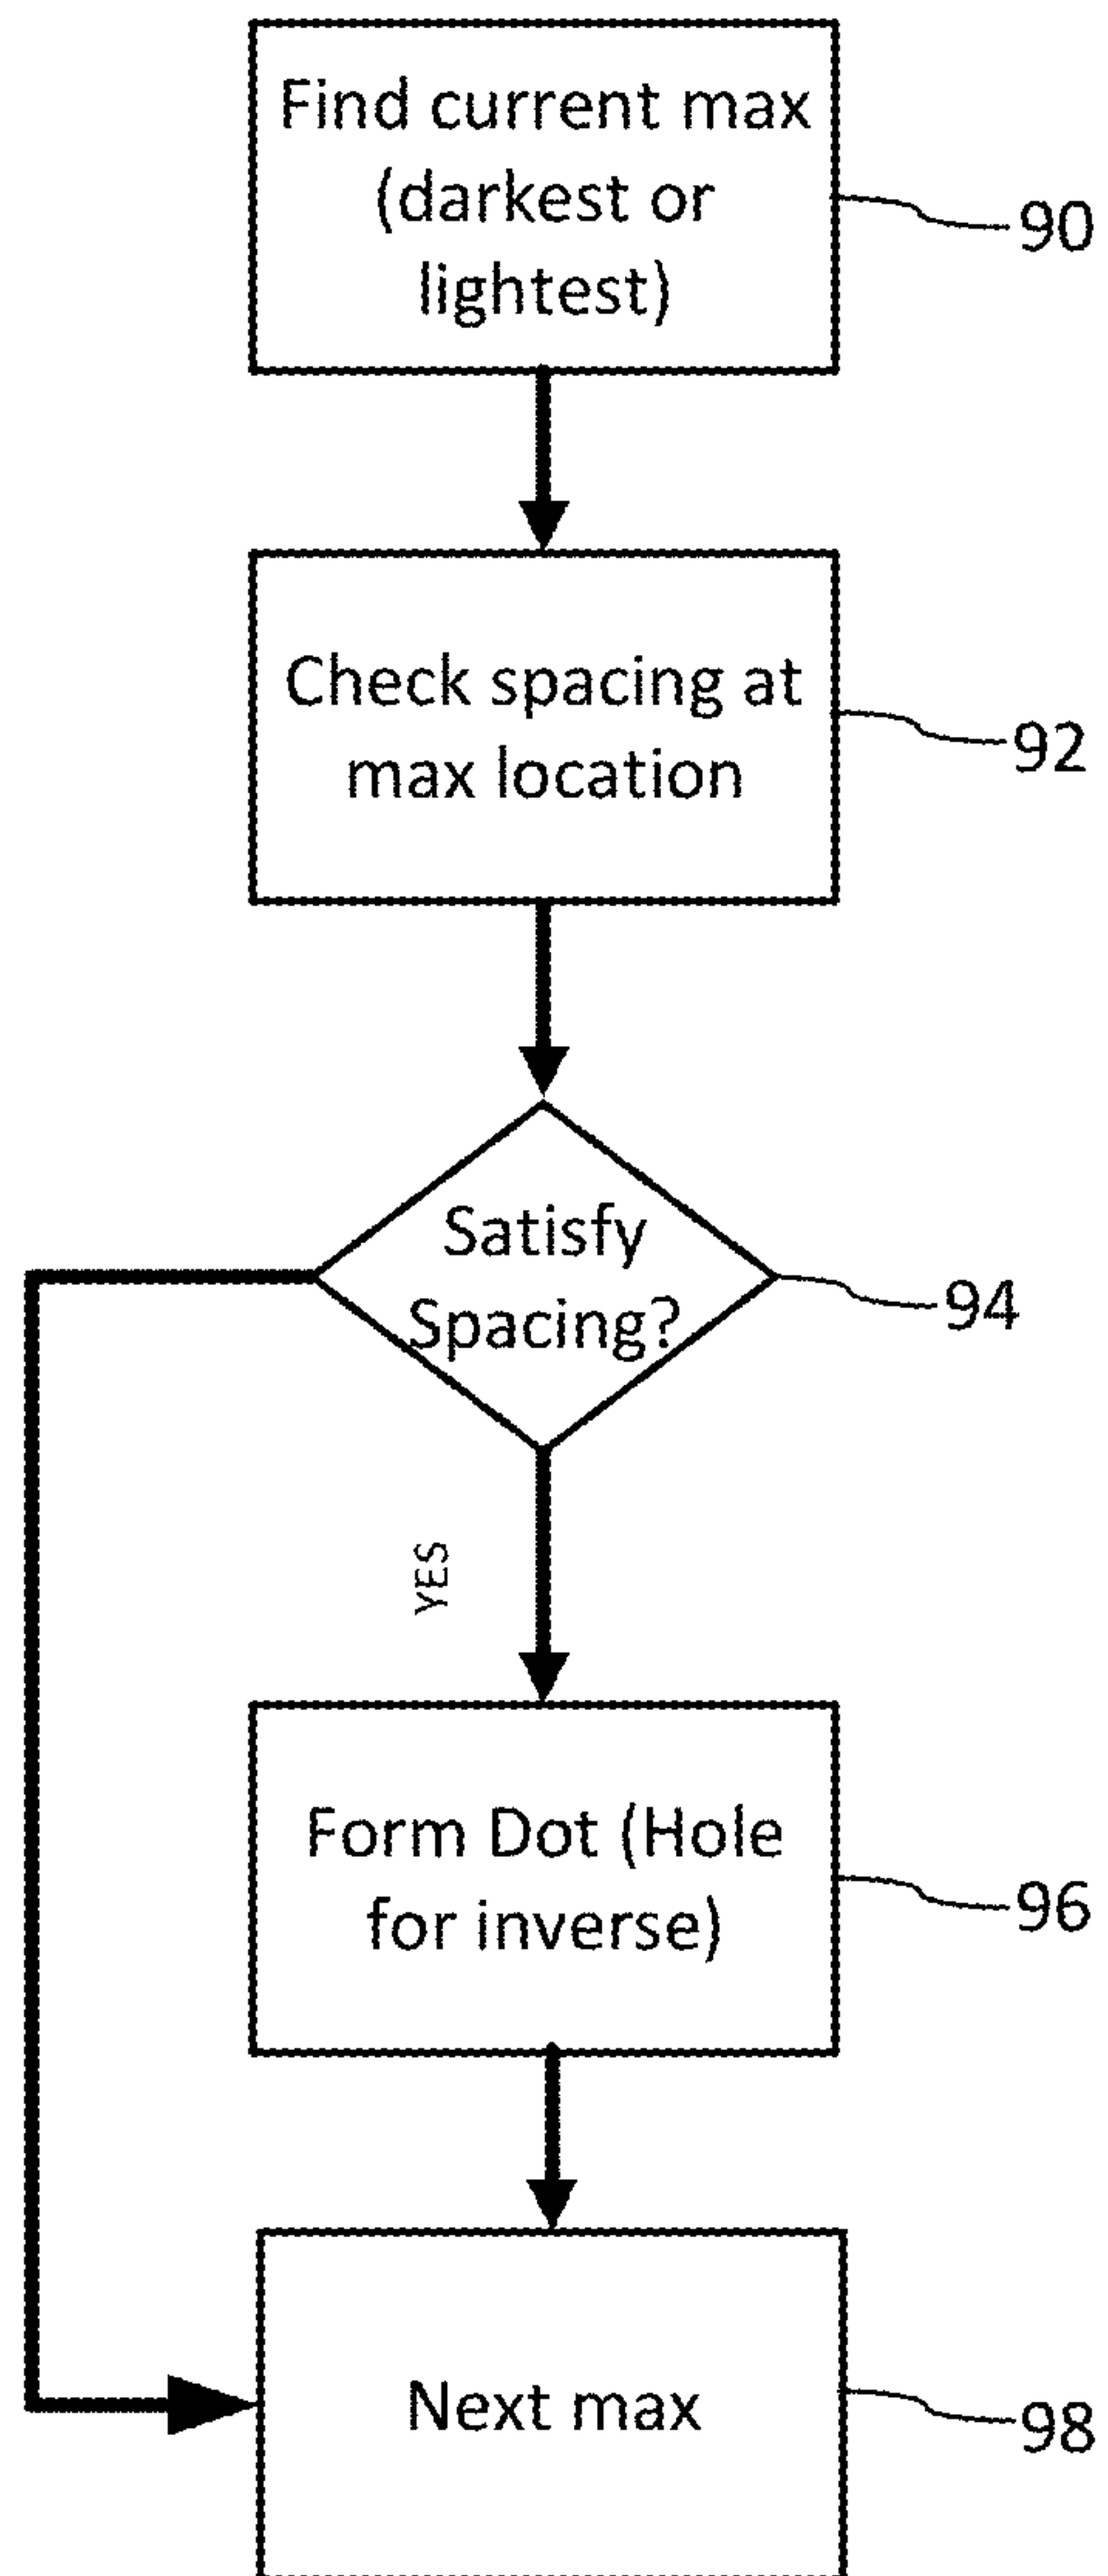 Find current max
(darkest or
lightest)
90
Check spacing at
max location
92
Satisfy
Spacing?
94
YES
Form Dot (Hole
for inverse)
96
Next max
98